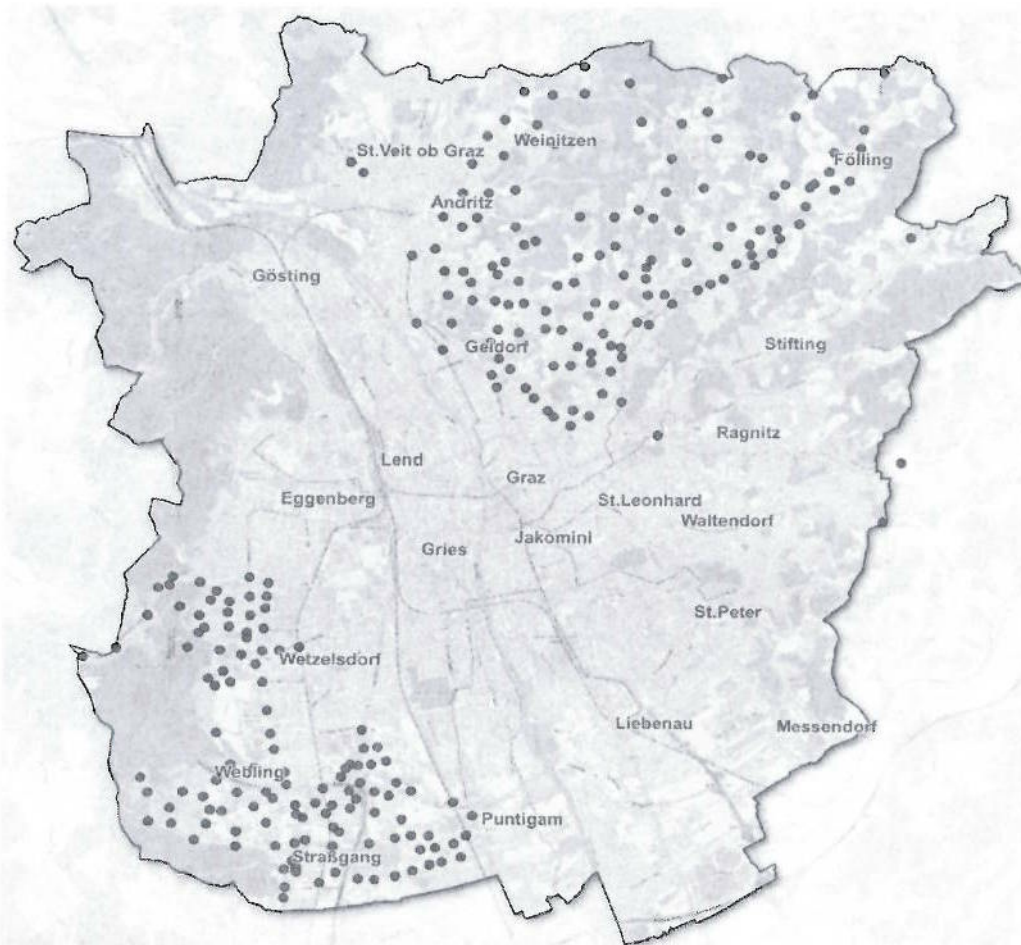 St.Veit ob Graz
Weinitzen
Fölling
Andritz
Gösting
Geidorf
Stifting
Ragnitz
Lend
Graz
Eggenberg
St.Leonhard
Waltendorf
Jakomini
Gries
St.Peter
Wetzelsdorf
Liebenau
Messendorf
Webling
Puntigam
Straßgang